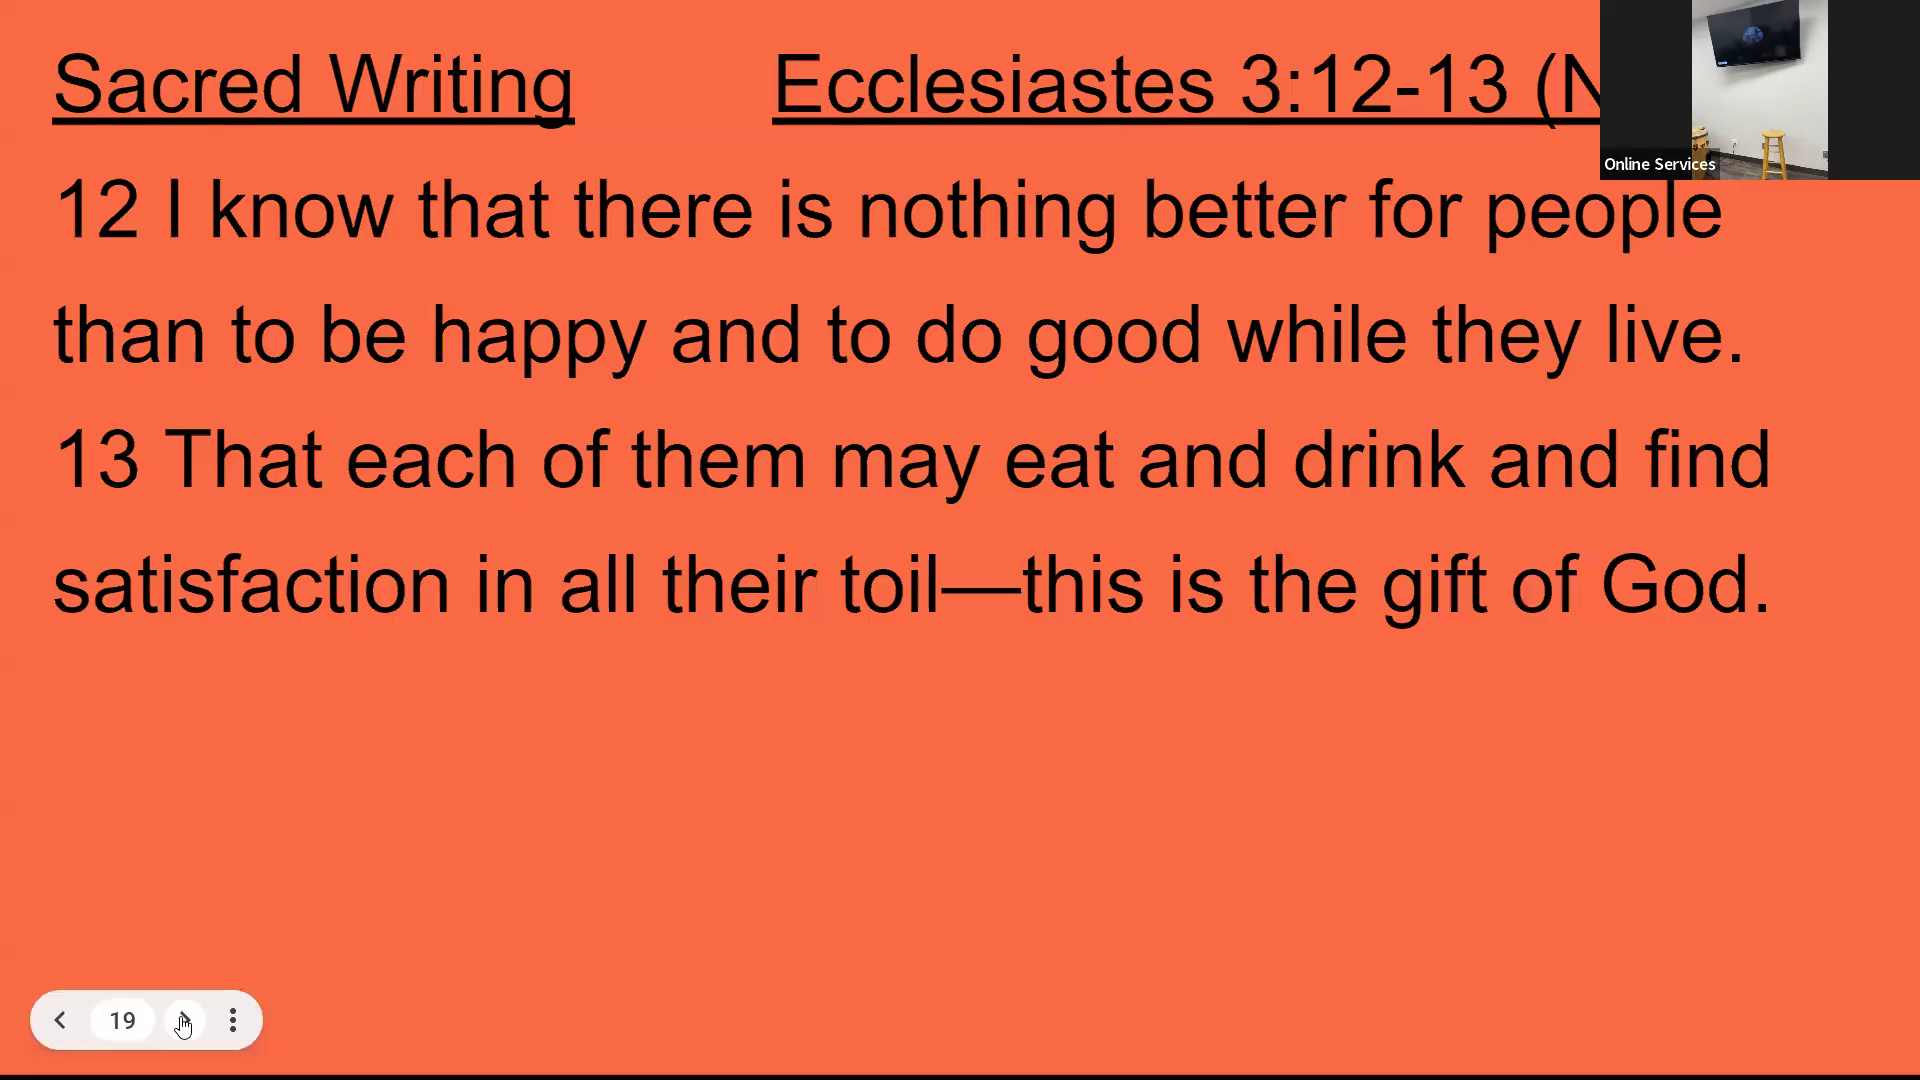 Sacred Writing Ecclesiastes 3:12-13 (N
Online Services
12 I know that there is nothing better for people
than to be happy and to do good while they live.
13 That each of them may eat and drink and find
satisfaction in all their toil—this is the gift of God.
19